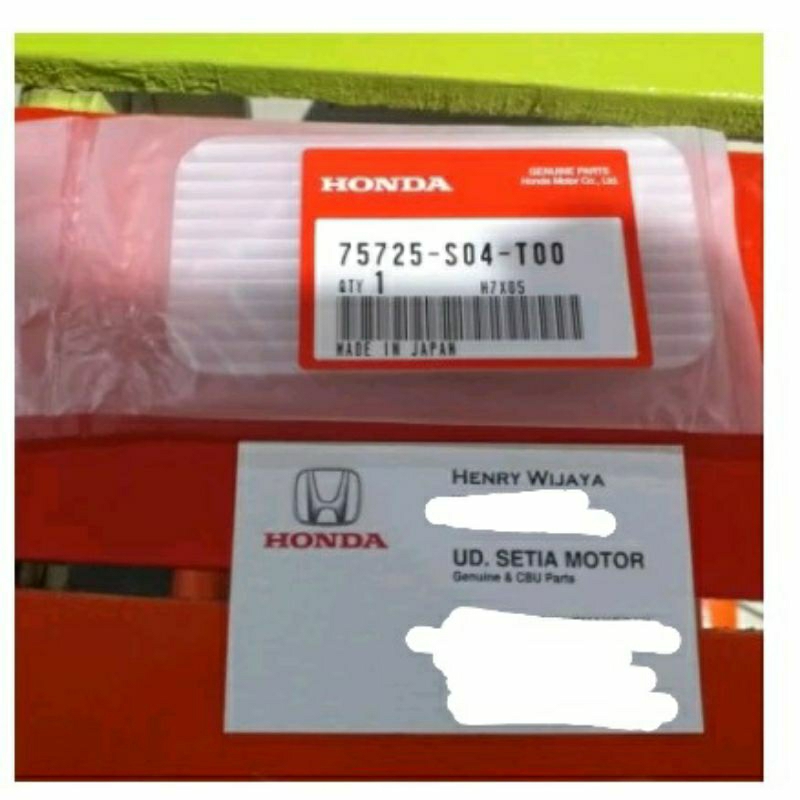 HONDA
GENUINE PARTS
Honda Motor Co., Ltd.
75725-S04-T00
QTY 1 H7X05
MADE IN JAPAN
HENRY WIJAYA
HONDA
UD. SETIA MOTOR
Genuine & CBU Parts